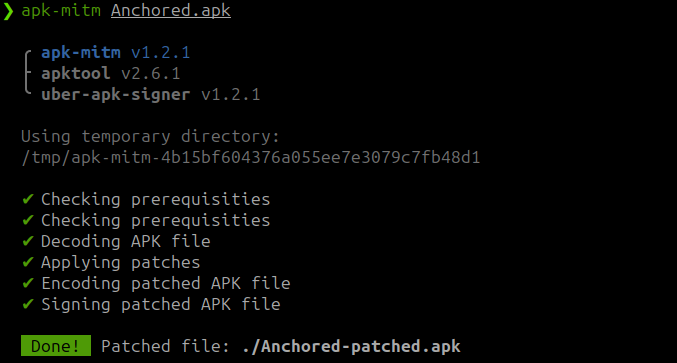 ❯ apk-mitm Anchored.apk
apk-mitm v1.2.1
apktool v2.6.1
uber-apk-signer v1.2.1
Using temporary directory:
/tmp/apk-mitm-4b15bf604376a055ee7e3079c7fb48d1
✔ Checking prerequisities
✔ Checking prerequisities
✔ Decoding APK file
✔ Applying patches
✔ Encoding patched APK file
✔ Signing patched APK file
Done! Patched file: ./Anchored-patched.apk